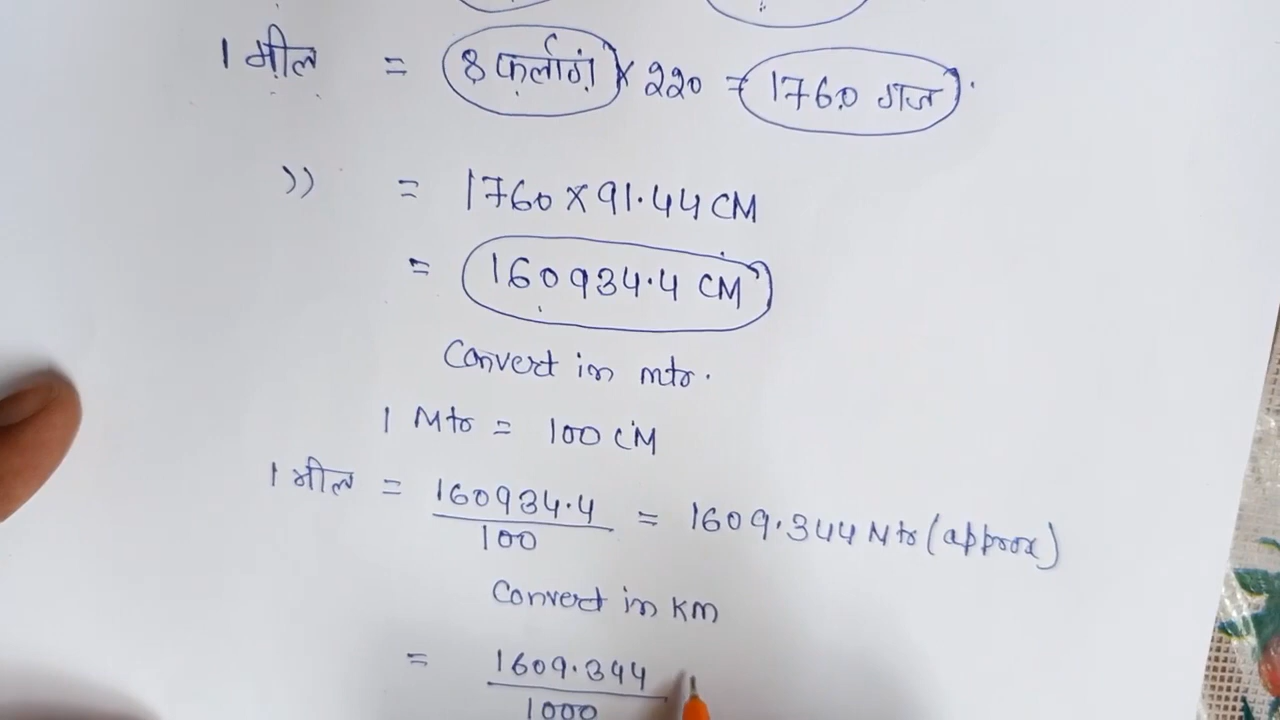 1 मील = 8 फर्लांग × 220 = 1760 गज
〃 = 1760 × 91.44 CM
= 160934.4 CM
Convert in mtr.
1 Mtr = 100 CM
1 मील = 160934.4 / 100 = 1609.344 Mtr (approx)
Convert in KM
= 1609.344 / 1000